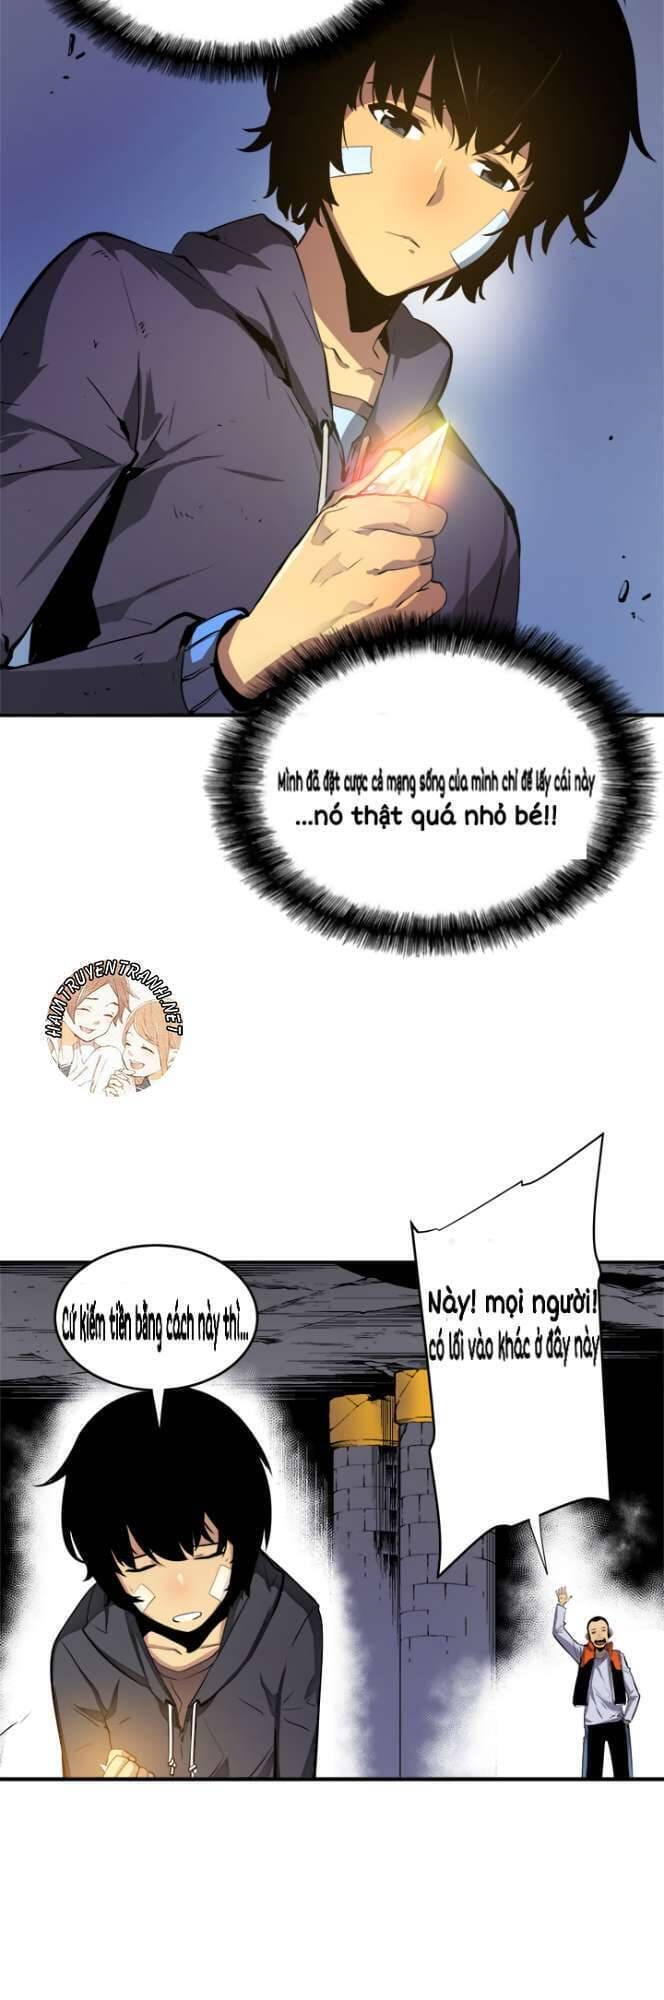 Mình đã đặt cược cả mạng sống của mình chỉ để lấy cái này
...nó thật quá nhỏ bé!!
HAMTRUYENTRANH.NET
Cứ kiếm tiền bằng cách này thì...
Này! mọi người!
có lối vào khác ở đây này